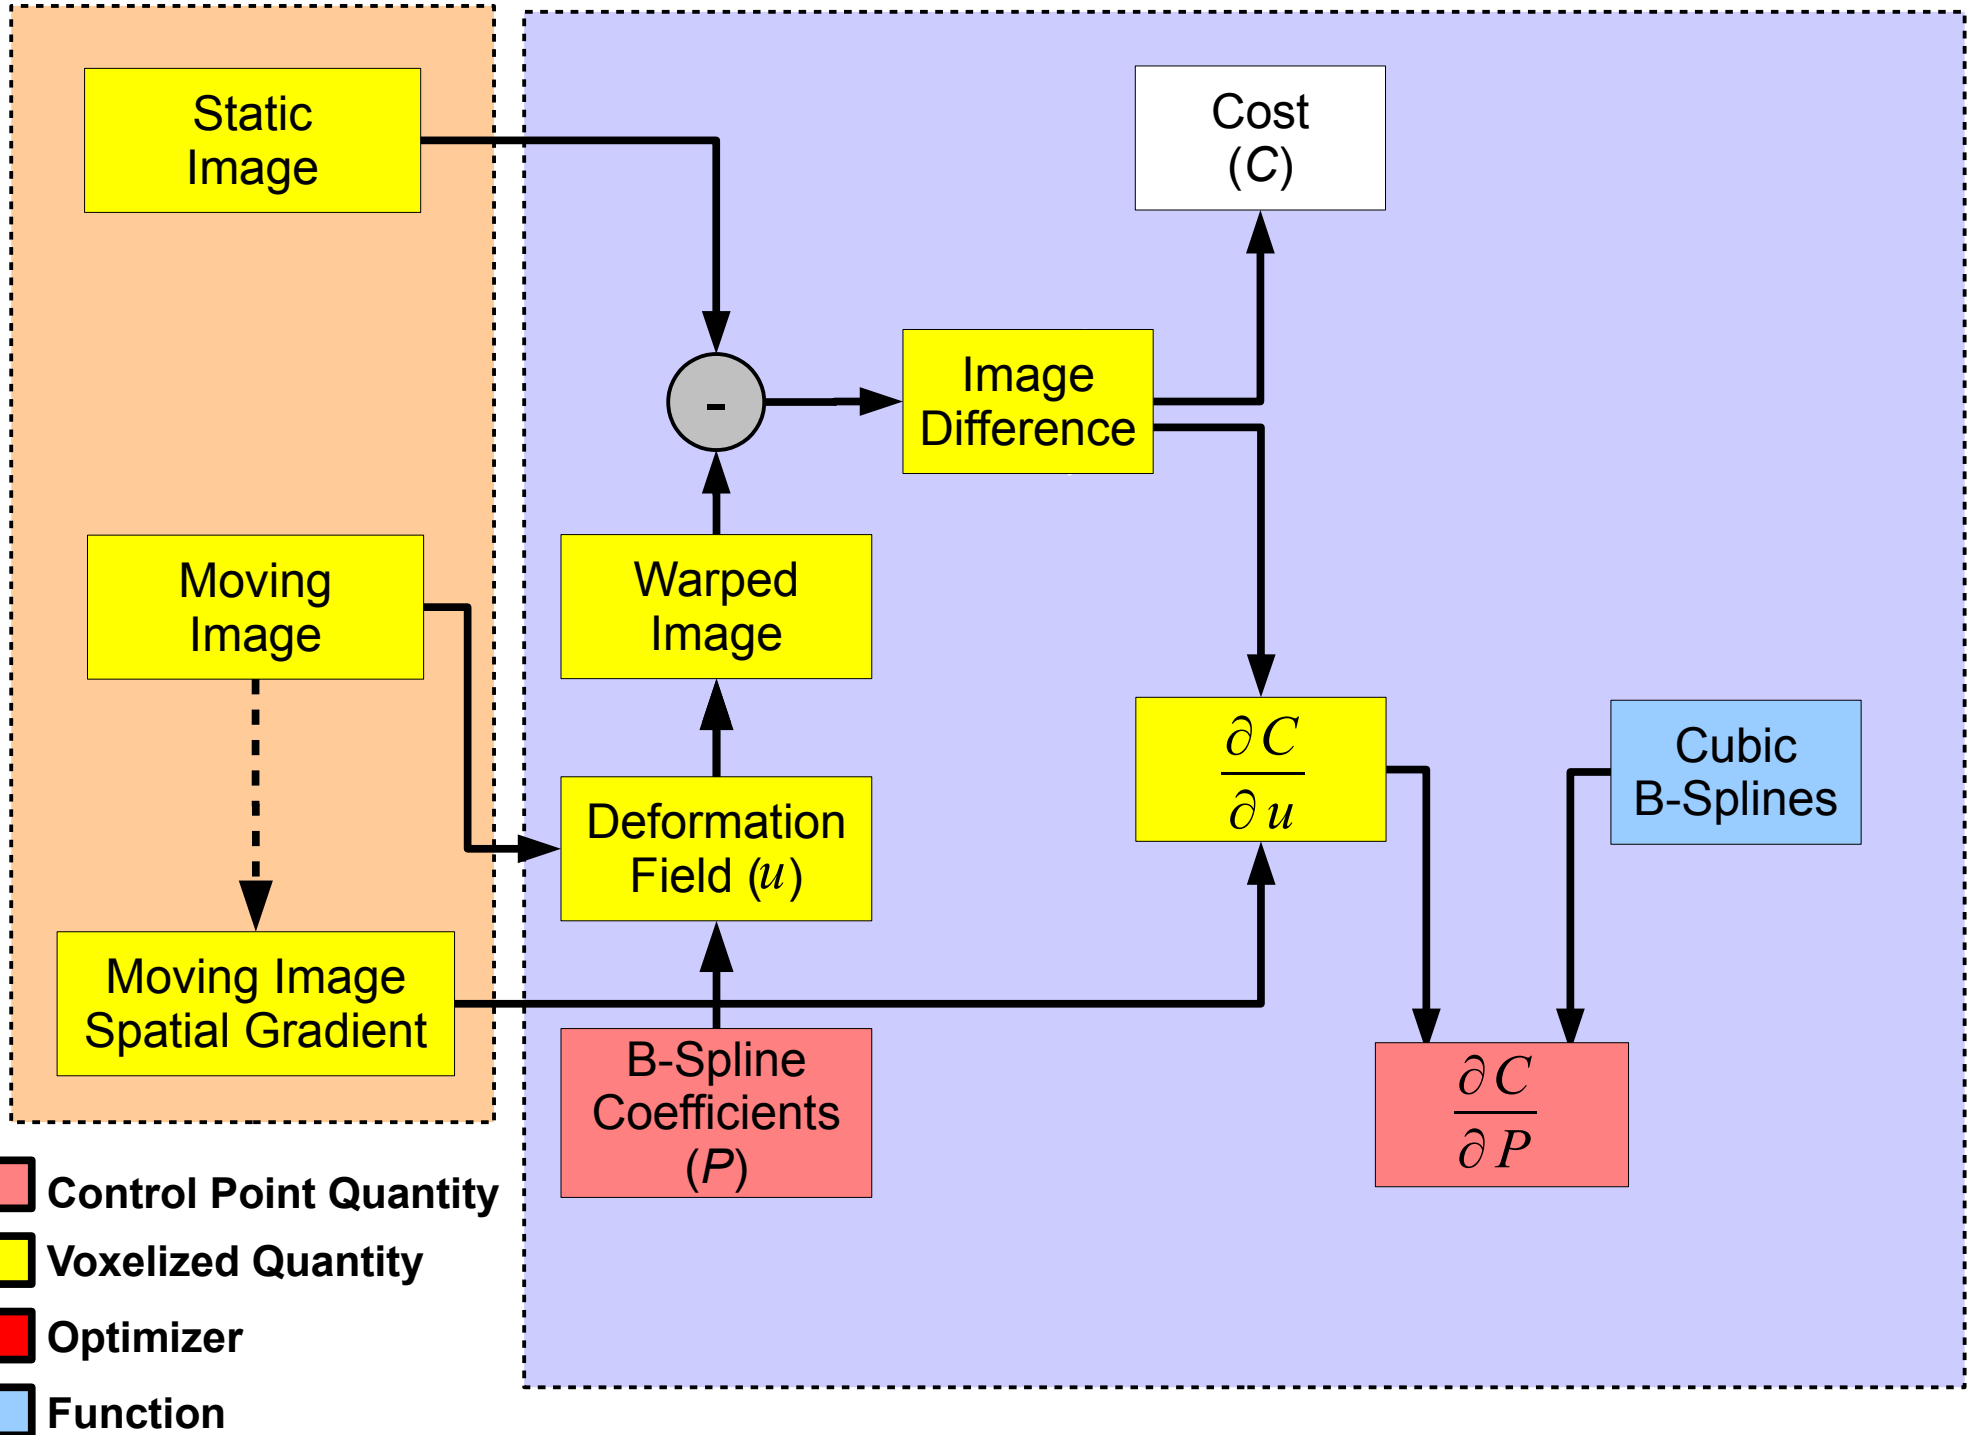 Static
Image
Cost
(C)
-
Image
Difference
Moving
Image
Warped
Image
∂C
∂u
Cubic
B-Splines
Deformation
Field (u)
Moving Image
Spatial Gradient
B-Spline
Coefficients
(P)
∂C
∂P
Control Point Quantity
Voxelized Quantity
Optimizer
Function